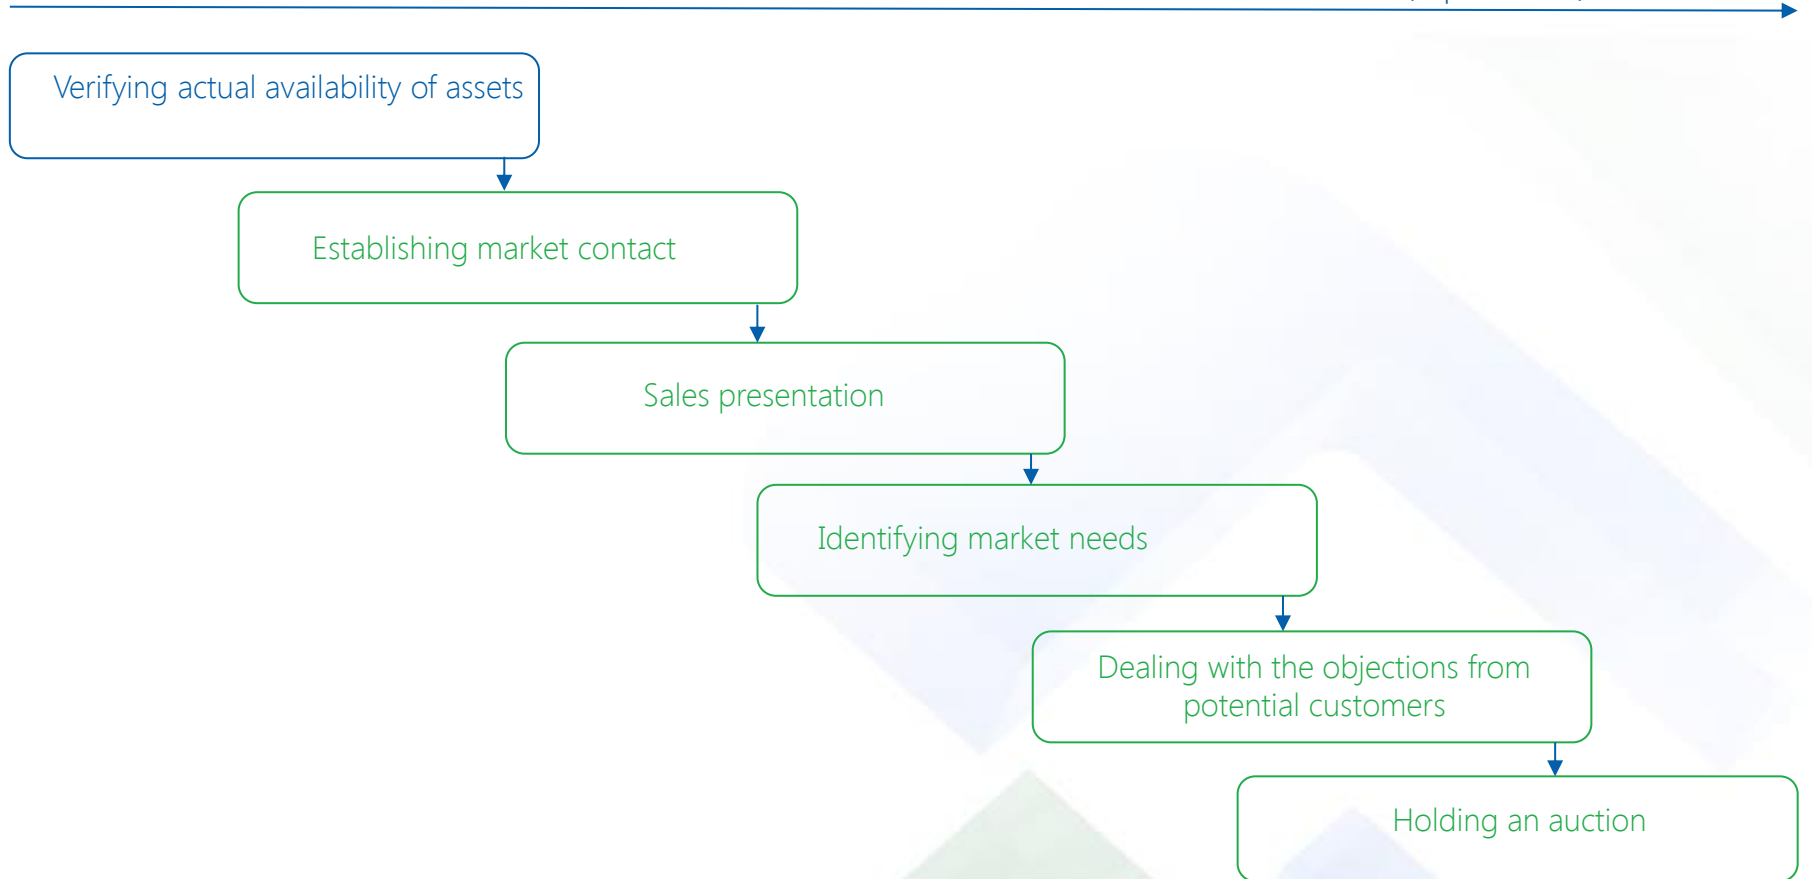 Verifying actual availability of assets
Establishing market contact
Sales presentation
Identifying market needs
Dealing with the objections from
potential customers
Holding an auction